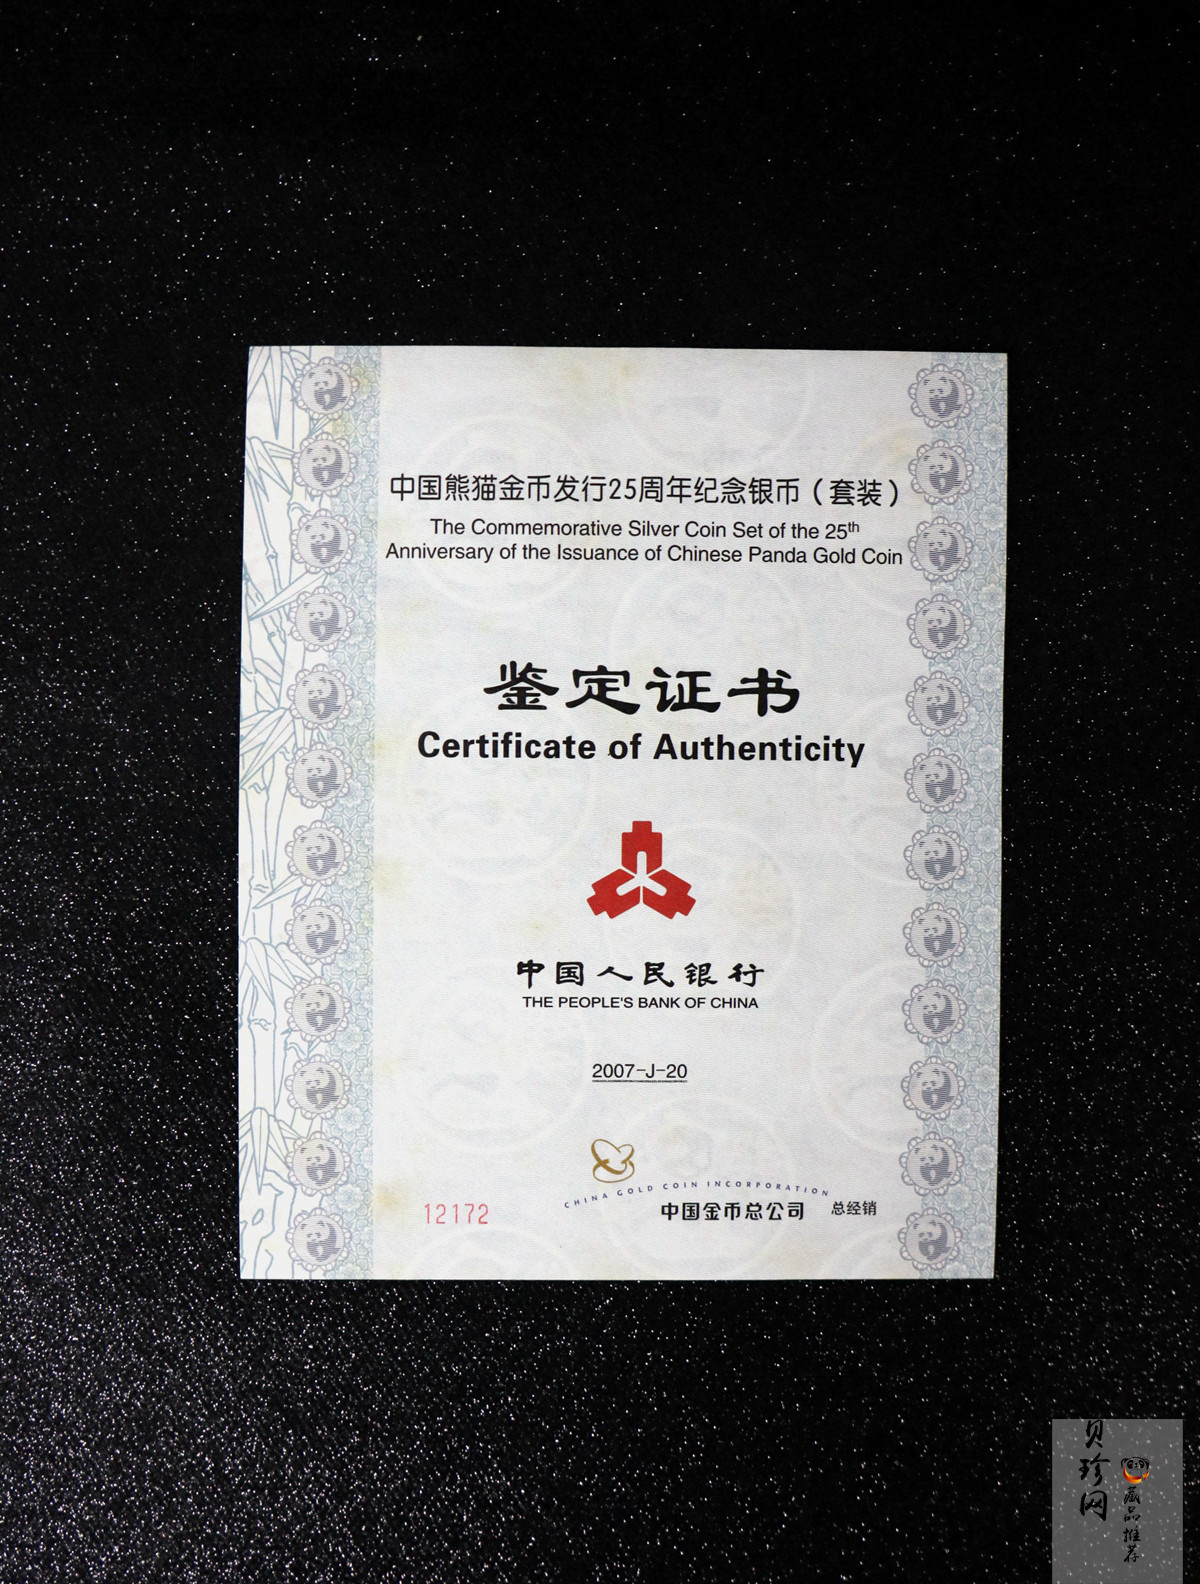 中国熊猫金币发行25周年纪念银币（套装）
The Commemorative Silver Coin Set of the 25th
Anniversary of the Issuance of Chinese Panda Gold Coin
鉴定证书
Certificate of Authenticity
中国人民银行
THE PEOPLE'S BANK OF CHINA
2007-J-20
CHINA GOLD COIN INCORPORATION
中国金币总公司 总经销
12172
贝珍网
藏品推荐